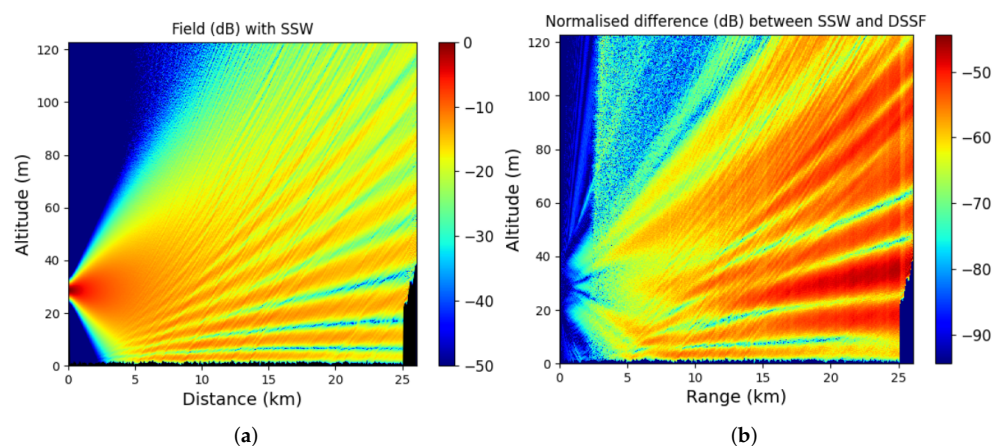 Field (dB) with SSW
120
100
80
60
40
20
0
Altitude (m)
0 5 10 15 20 25
Distance (km)
0
−10
−20
−30
−40
−50
(a)
Normalised difference (dB) between SSW and DSSF
120
100
80
60
40
20
0
Altitude (m)
0 5 10 15 20 25
Range (km)
−50
−60
−70
−80
−90
(b)